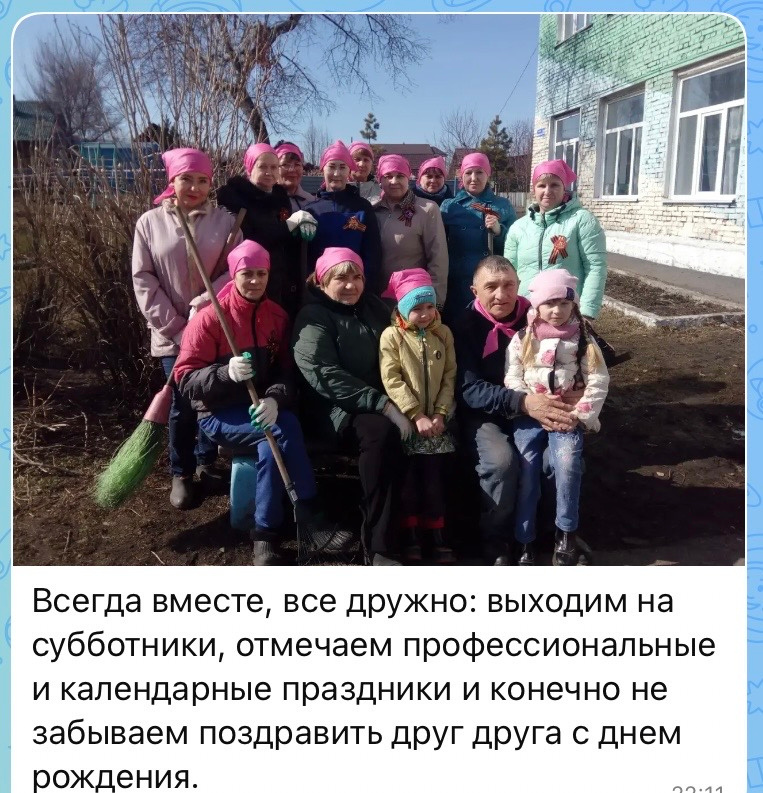 Всегда вместе, все дружно: выходим на
субботники, отмечаем профессиональные
и календарные праздники и конечно не
забываем поздравить друг друга с днем
рождения.